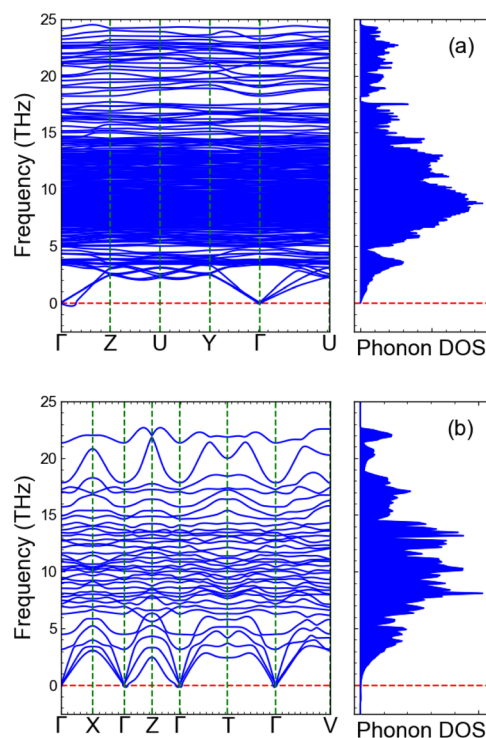 25
20
15
10
5
0
Frequency (THz)
Γ Z U Y Γ U
(a)
Phonon DOS
25
20
15
10
5
0
Frequency (THz)
Γ X Γ Z Γ T Γ V
(b)
Phonon DOS